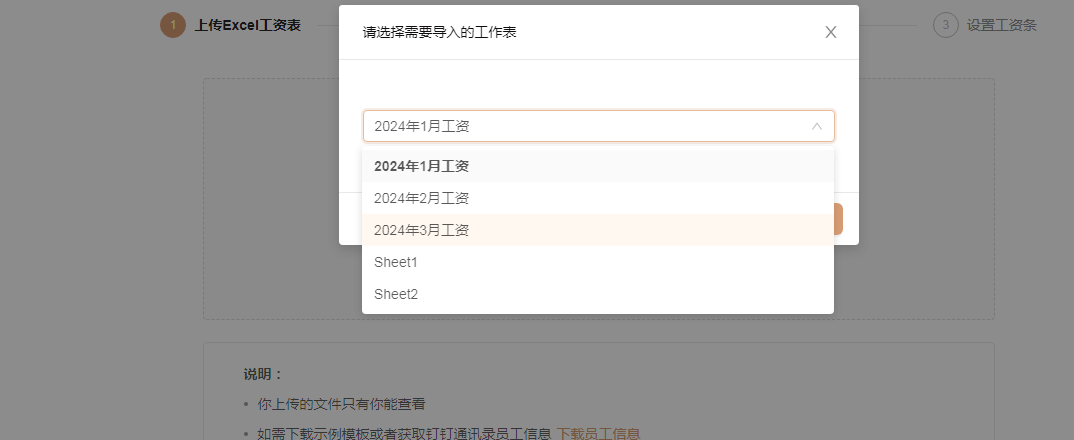 1 上传Excel工资表
3 设置工资条
请选择需要导入的工作表
2024年1月工资
2024年1月工资
2024年2月工资
2024年3月工资
Sheet1
Sheet2
说明：
• 你上传的文件只有你能查看
• 如需下载示例模板或者获取钉钉通讯录员工信息 下载员工信息